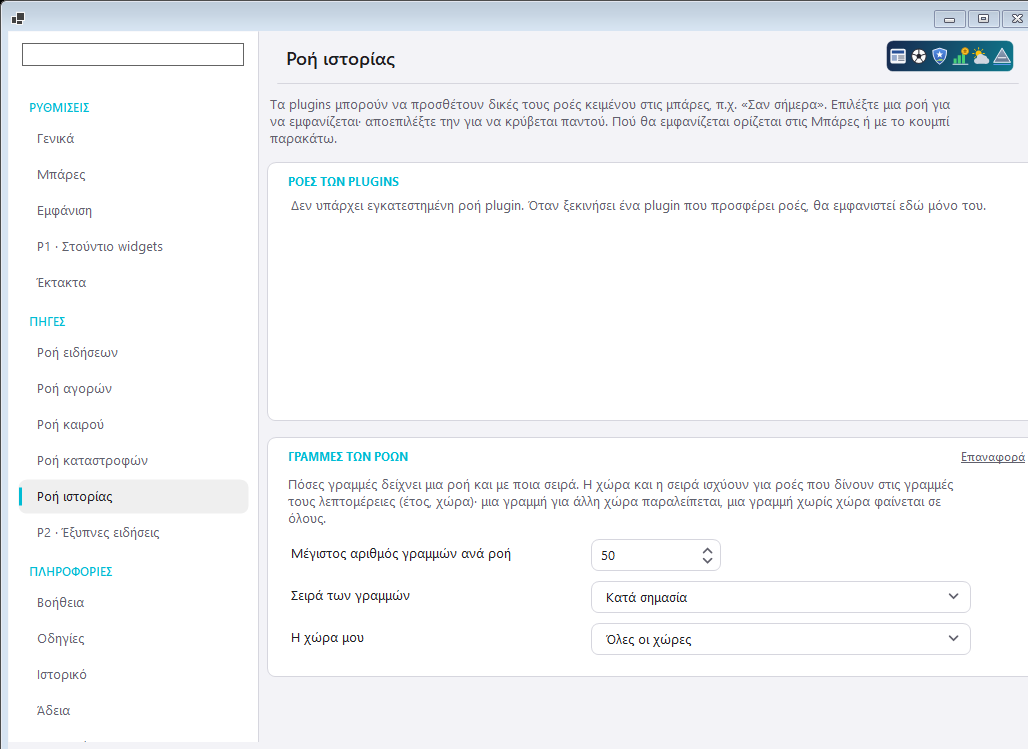 Ροή ιστορίας
ΡΥΘΜΙΣΕΙΣ
Γενικά
Μπάρες
Εμφάνιση
P1 · Στούντιο widgets
Έκτακτα
ΠΗΓΕΣ
Ροή ειδήσεων
Ροή αγορών
Ροή καιρού
Ροή καταστροφών
Ροή ιστορίας
P2 · Έξυπνες ειδήσεις
ΠΛΗΡΟΦΟΡΙΕΣ
Βοήθεια
Οδηγίες
Ιστορικό
Άδεια
Τα plugins μπορούν να προσθέτουν δικές τους ροές κειμένου στις μπάρες, π.χ. «Σαν σήμερα». Επιλέξτε μια ροή για
να εμφανίζεται· αποεπιλέξτε την για να κρύβεται παντού. Πού θα εμφανίζεται ορίζεται στις Μπάρες ή με το κουμπί
παρακάτω.
ΡΟΕΣ ΤΩΝ PLUGINS
Δεν υπάρχει εγκατεστημένη ροή plugin. Όταν ξεκινήσει ένα plugin που προσφέρει ροές, θα εμφανιστεί εδώ μόνο του.
ΓΡΑΜΜΕΣ ΤΩΝ ΡΟΩΝ
Επαναφορά
Πόσες γραμμές δείχνει μια ροή και με ποια σειρά. Η χώρα και η σειρά ισχύουν για ροές που δίνουν στις γραμμές
τους λεπτομέρειες (έτος, χώρα)· μια γραμμή για άλλη χώρα παραλείπεται, μια γραμμή χωρίς χώρα φαίνεται σε
όλους.
Μέγιστος αριθμός γραμμών ανά ροή
50
Σειρά των γραμμών
Κατά σημασία
Η χώρα μου
Όλες οι χώρες